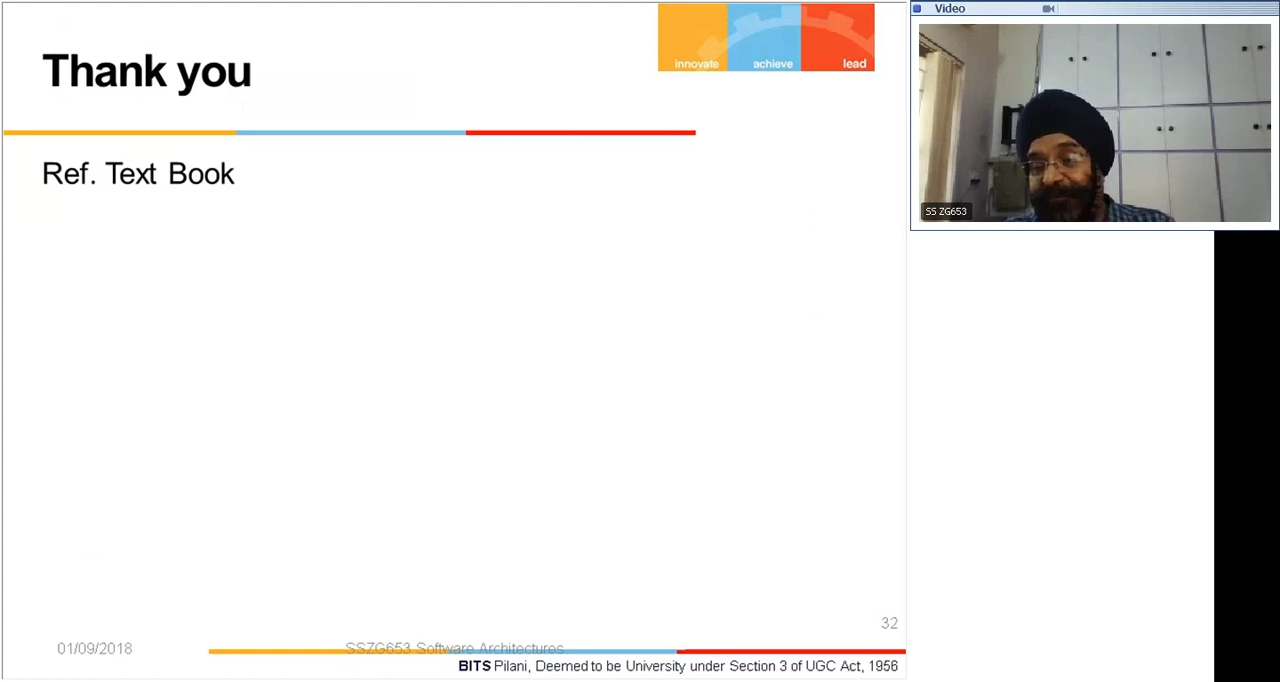 Thank you
innovate achieve lead
Ref. Text Book
Video
SS ZG653
32
01/09/2018 SSZG653 Software Architectures
BITS Pilani, Deemed to be University under Section 3 of UGC Act, 1956